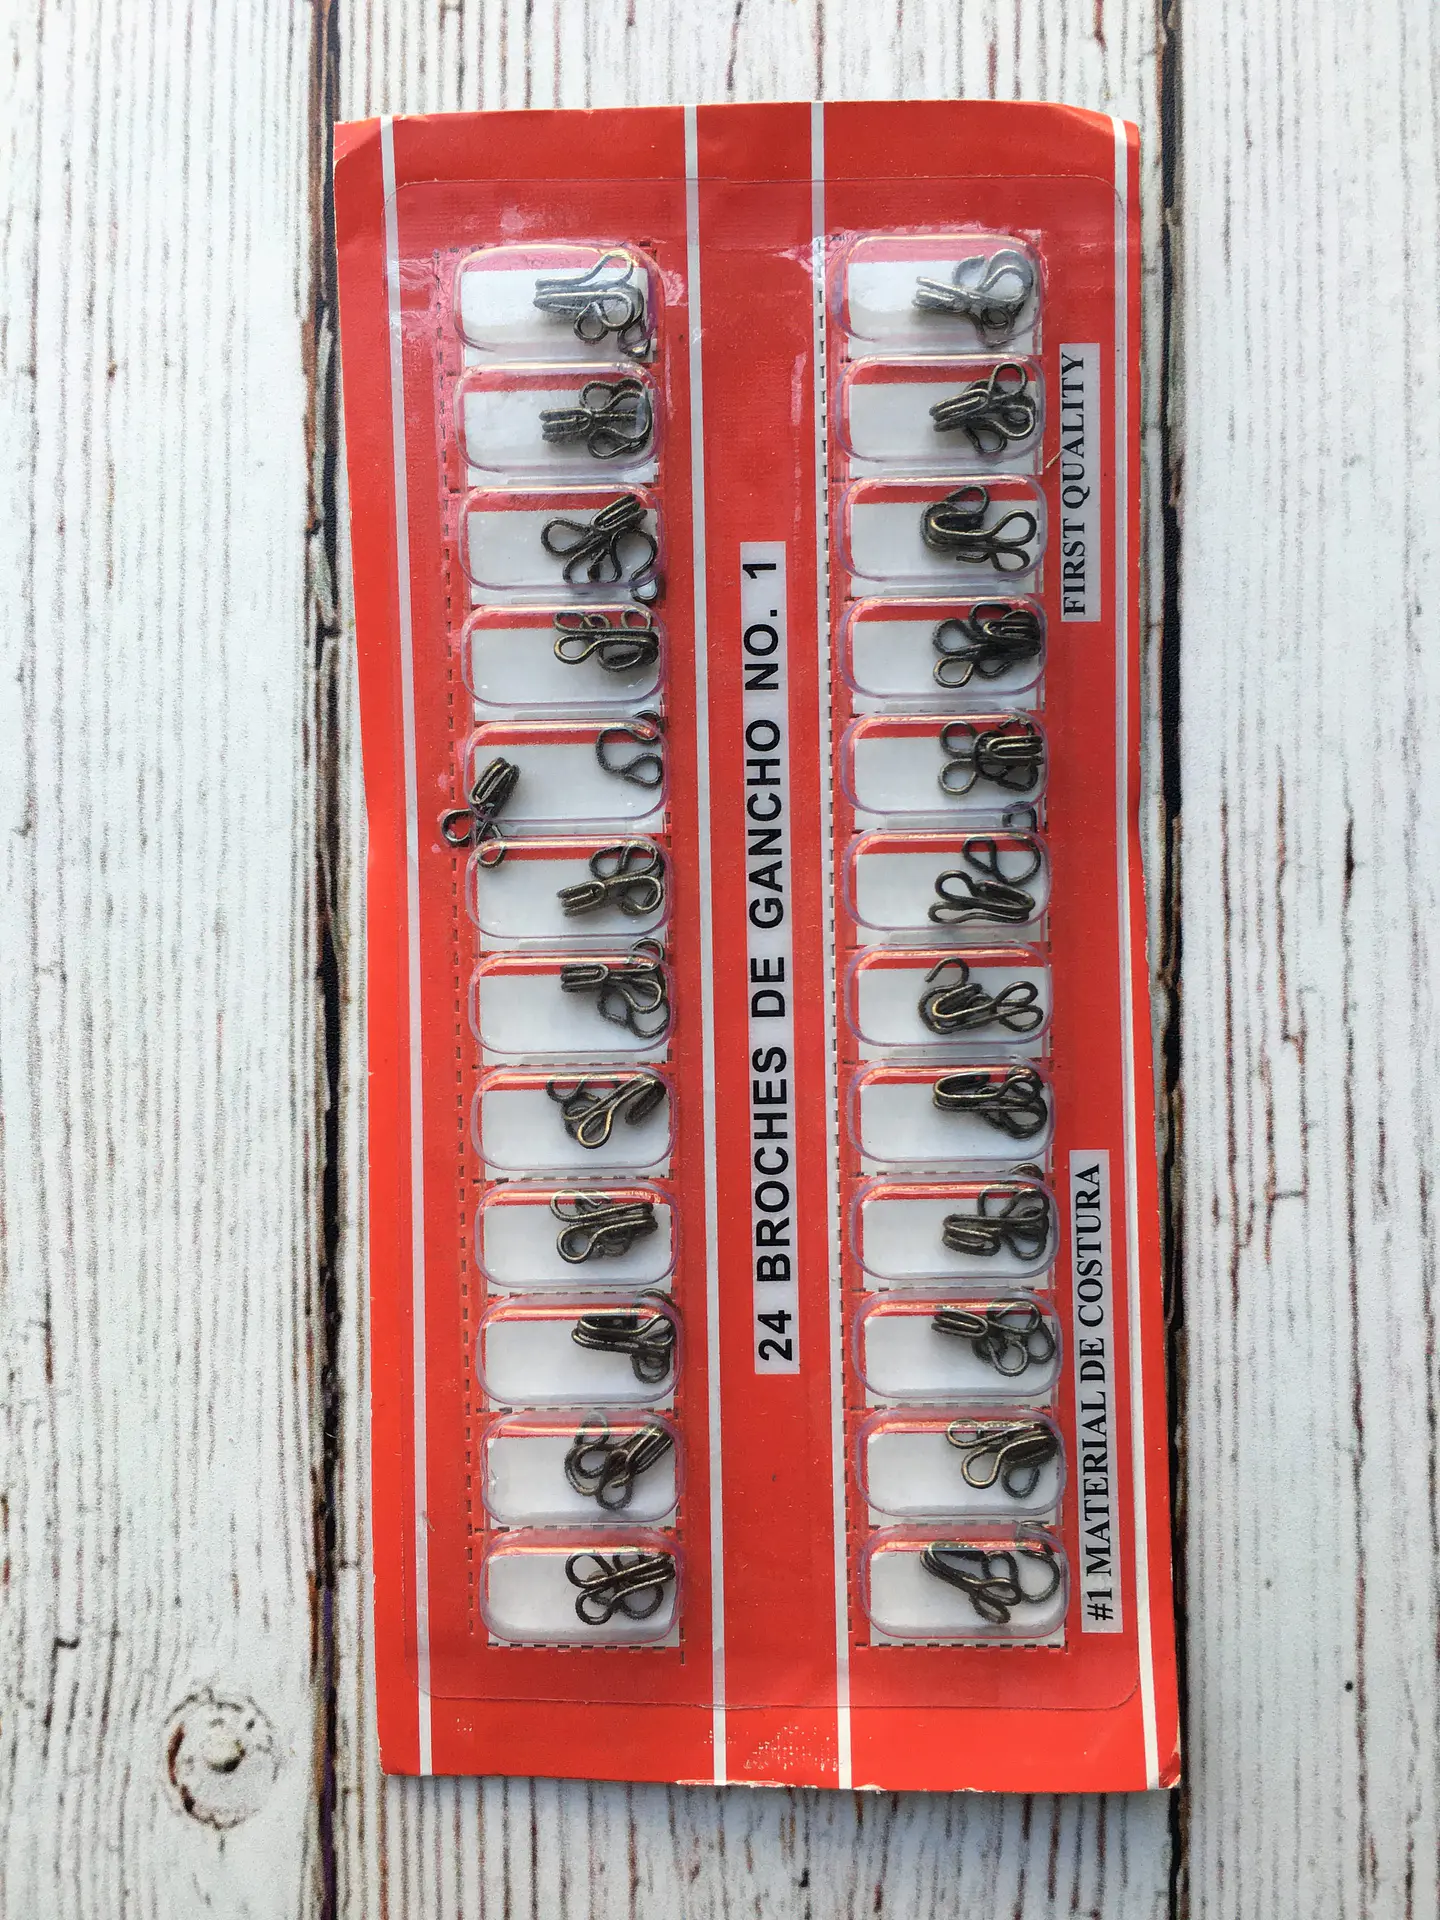 FIRST QUALITY
24 BROCHES DE GANCHO NO. 1
#1 MATERIAL DE COSTURA